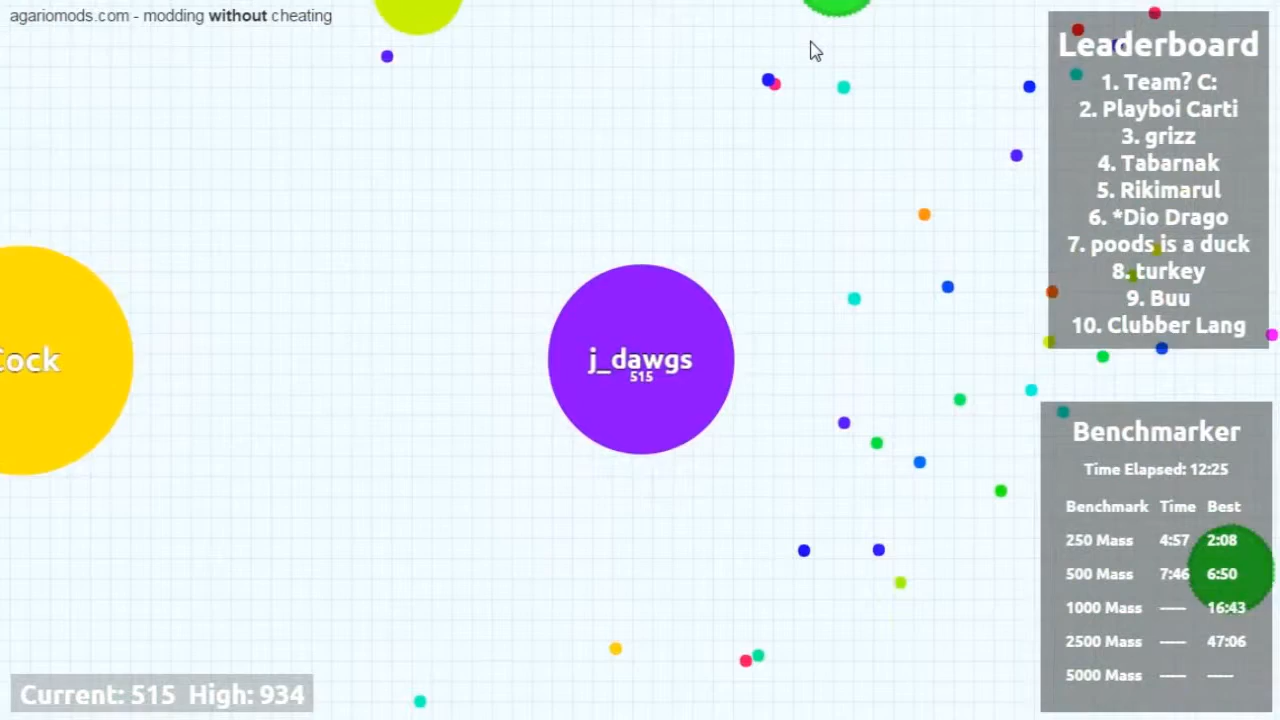 agariomods.com - modding without cheating
Leaderboard
1. Team? C:
2. Playboi Carti
3. grizz
4. Tabarnak
5. Rikimarul
6. *Dio Drago
7. poods is a duck
8. turkey
9. Buu
10. Clubber Lang
Cock
j_dawgs
515
Benchmarker
Time Elapsed: 12:25
Benchmark Time Best
250 Mass 4:57 2:08
500 Mass 7:46 6:50
1000 Mass ----- 16:43
2500 Mass ----- 47:06
5000 Mass ----- -----
Current: 515 High: 934